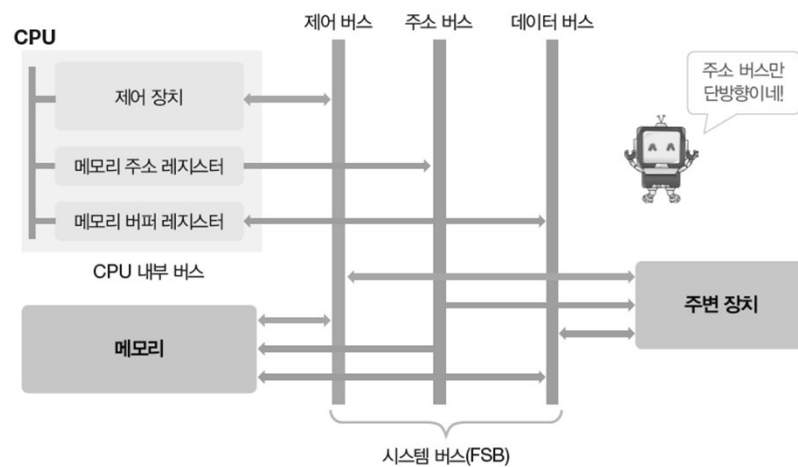 제어 버스
주소 버스
데이터 버스
CPU
제어 장치
주소 버스만
단방향이네!
메모리 주소 레지스터
메모리 버퍼 레지스터
CPU 내부 버스
주변 장치
메모리
시스템 버스(FSB)